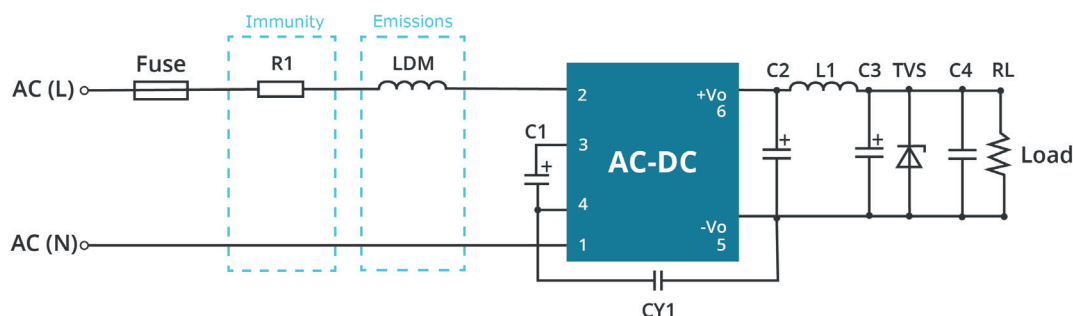 Immunity
Emissions
Fuse
R1
LDM
C2
L1
C3
TVS
C4
RL
AC (L)
2
+Vo
6
C1
3
AC-DC
Load
4
-Vo
5
AC (N)
1
CY1